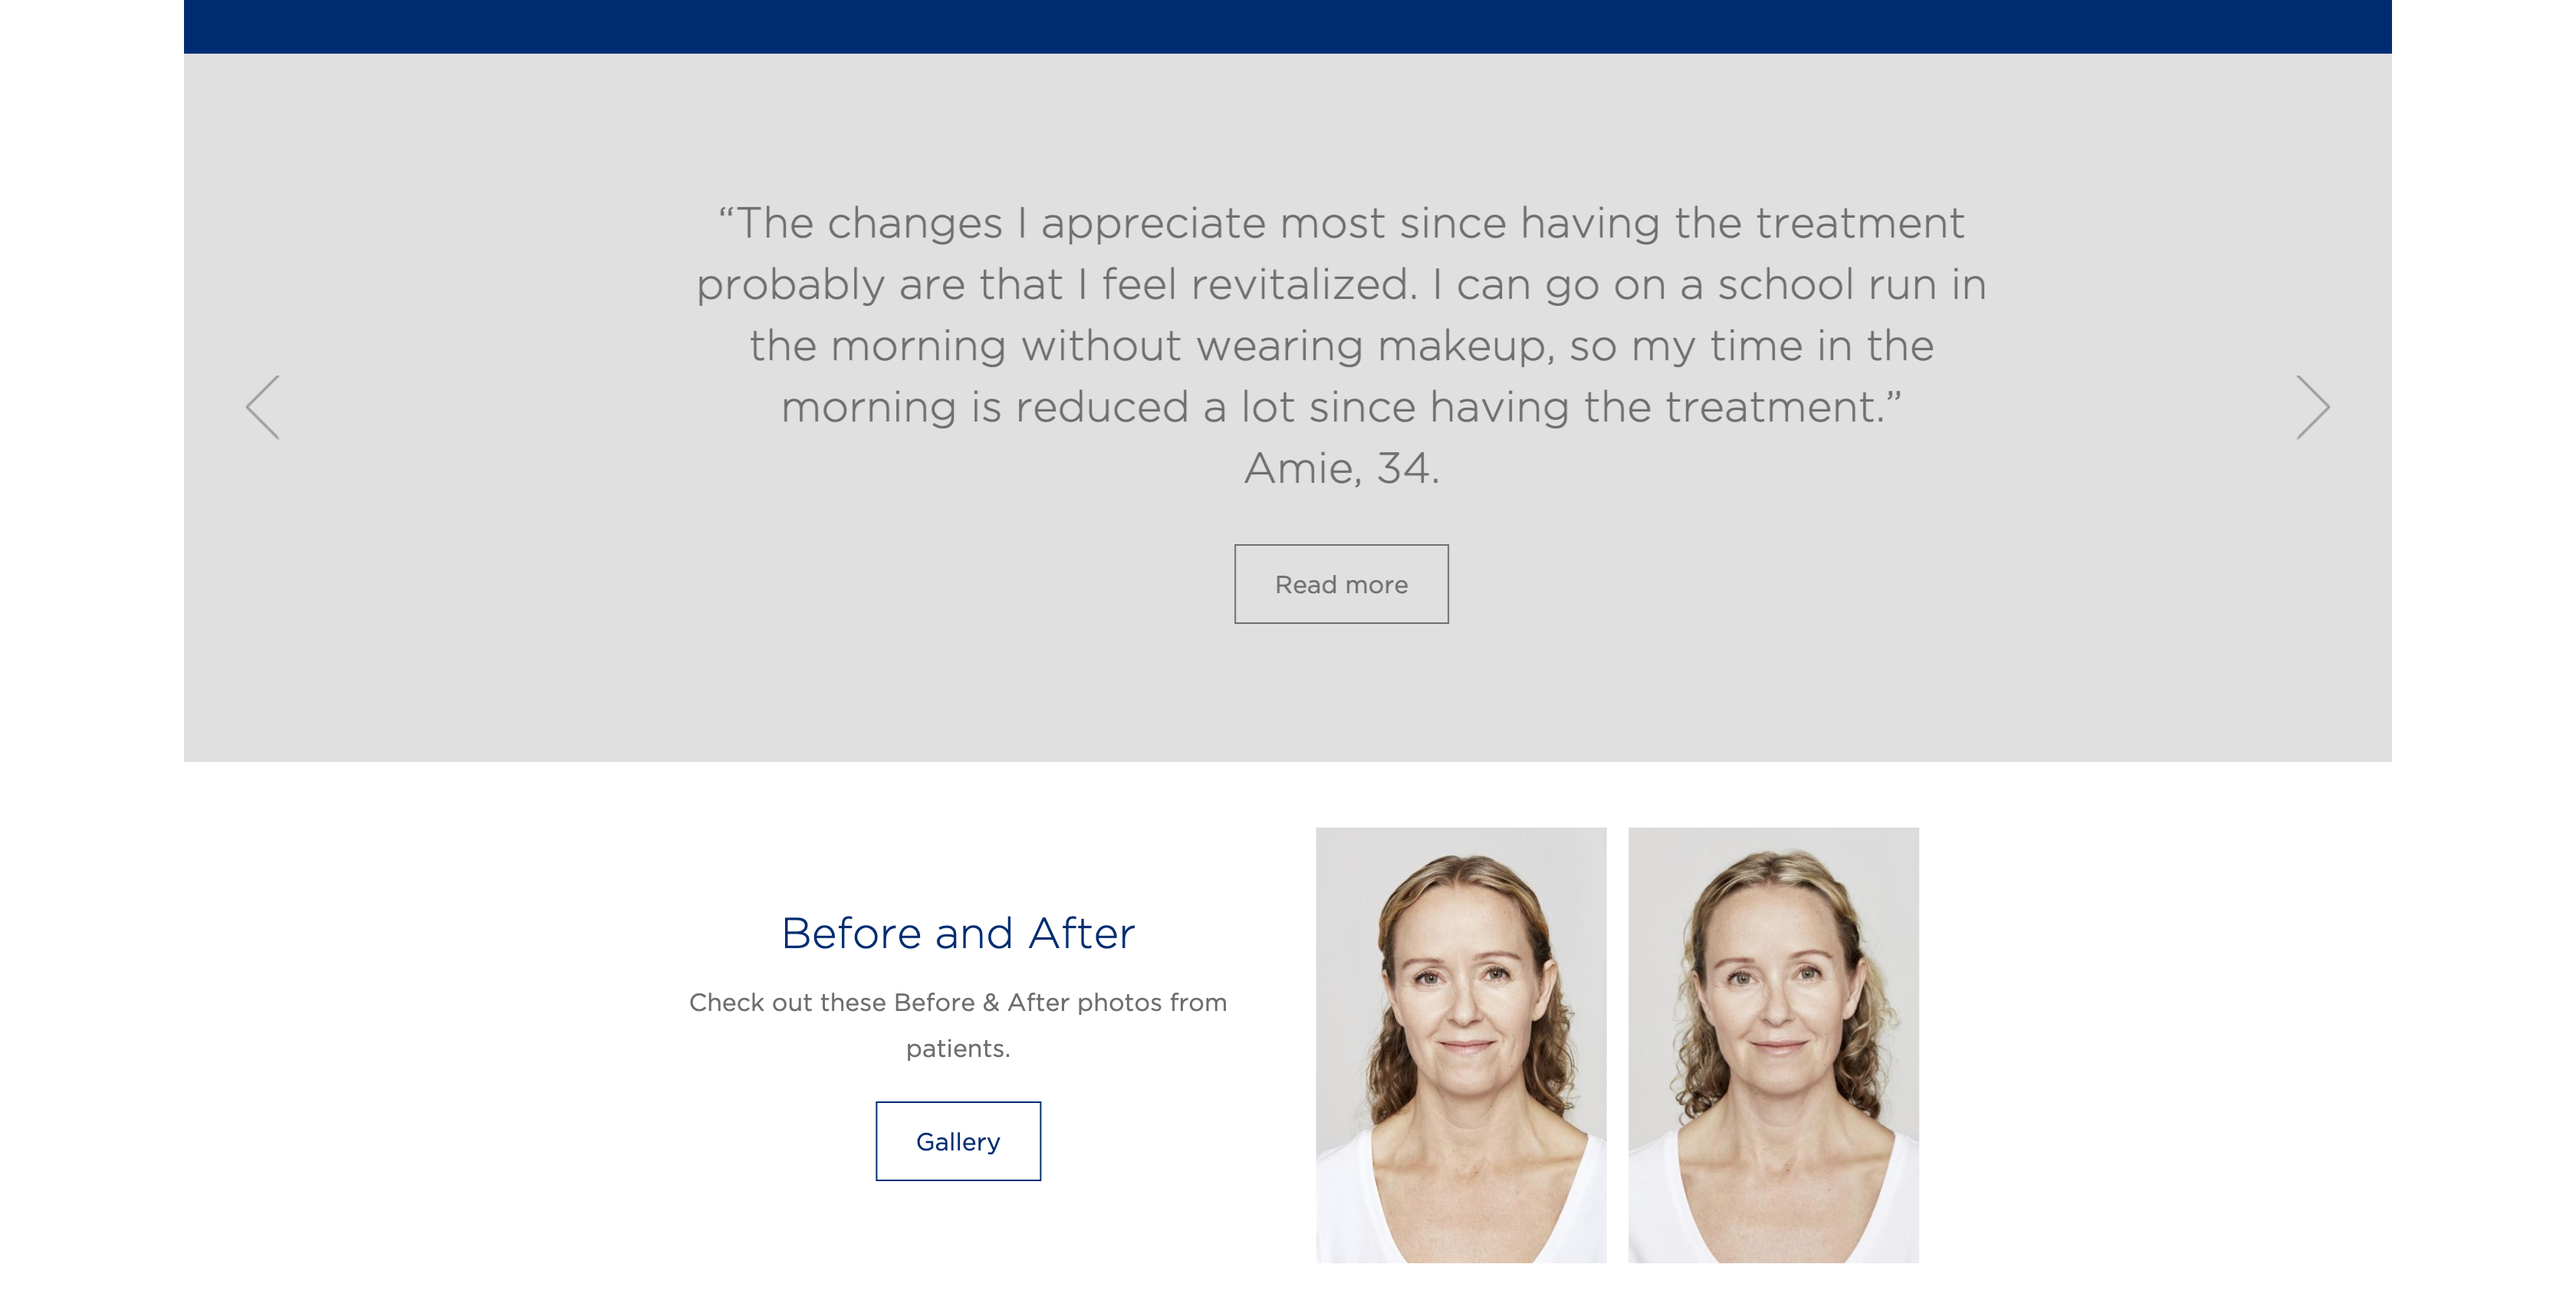 “The changes I appreciate most since having the treatment
probably are that I feel revitalized. I can go on a school run in
the morning without wearing makeup, so my time in the
morning is reduced a lot since having the treatment.”
Amie, 34.
Read more
Before and After
Check out these Before & After photos from
patients.
Gallery